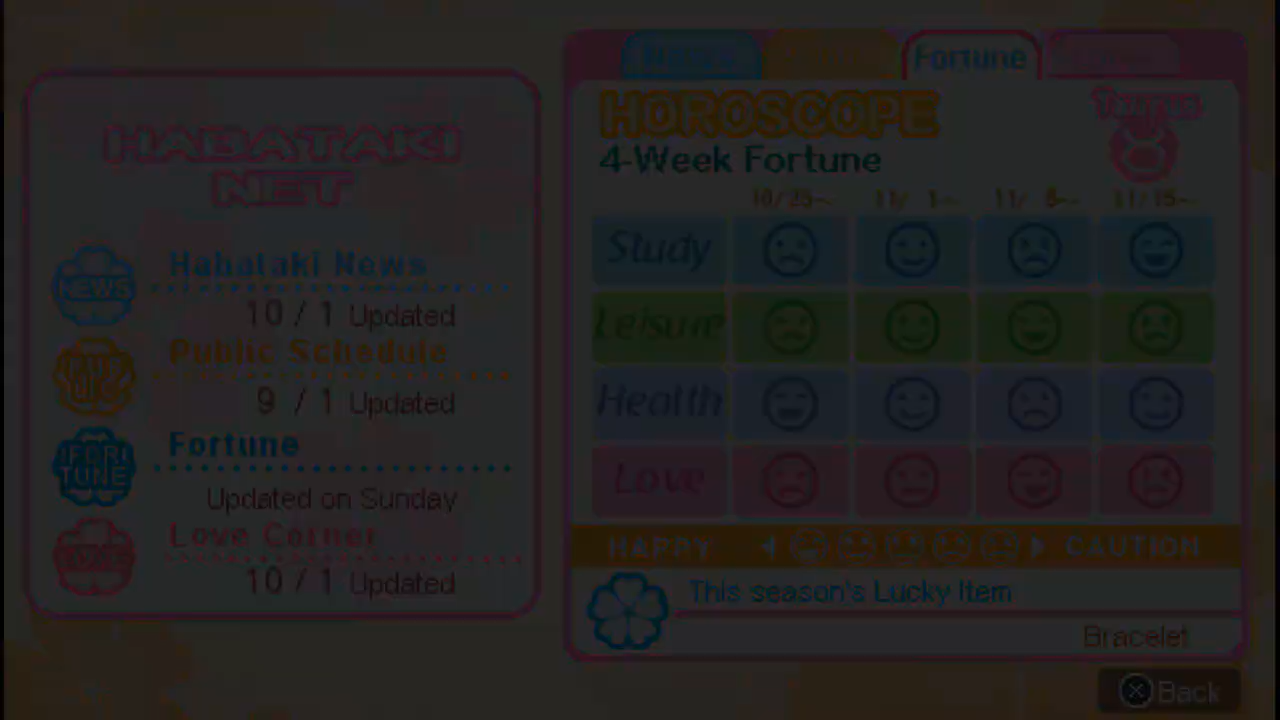 HABATAKI
NET
NEWS
Habataki News
10 / 1 Updated
Public Schedule
9 / 1 Updated
FOR
TUNE
Fortune
Updated on Sunday
Love Corner
10 / 1 Updated
Fortune
HOROSCOPE
Taurus
4-Week Fortune
10/25~ 11/ 1~ 11/ 8~ 11/15~
Study
Leisure
Health
Love
HAPPY CAUTION
This season's Lucky Item
Bracelet
Back